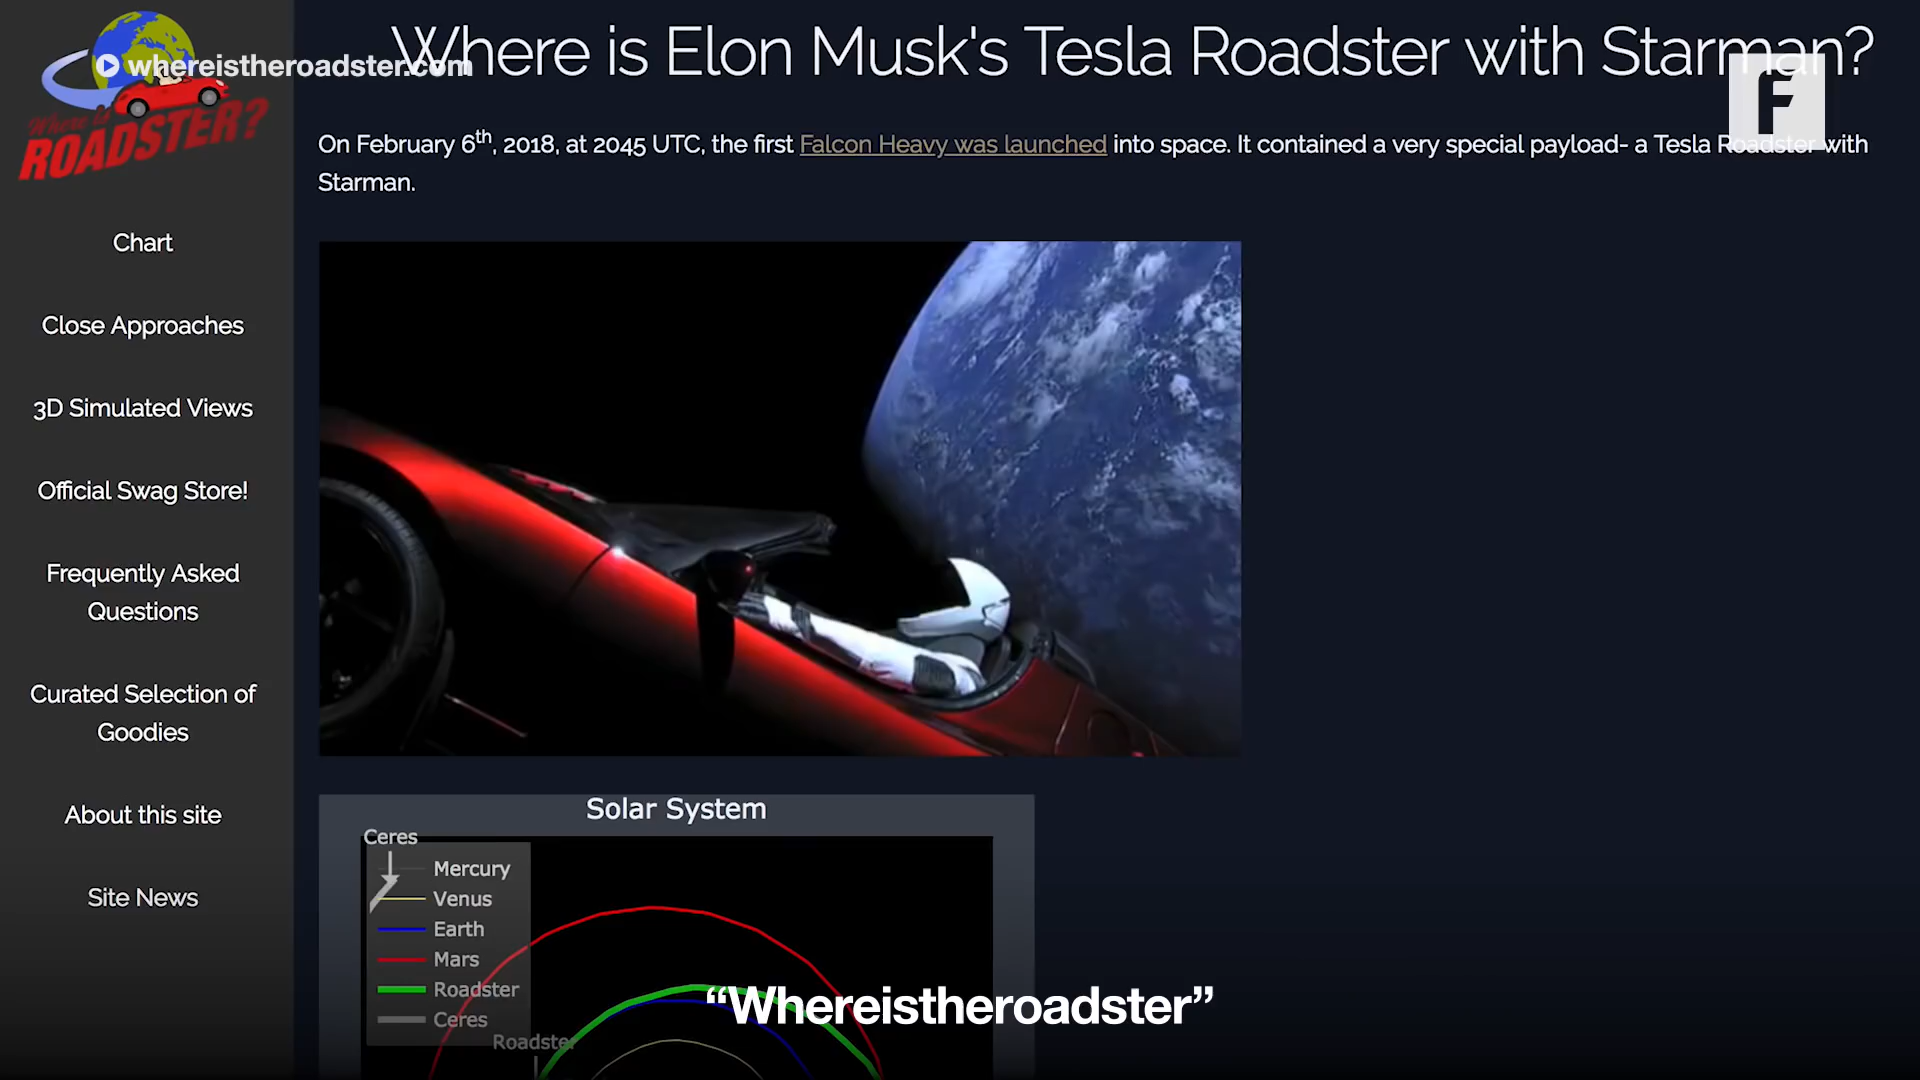 Where is
ROADSTER?
whereistheroadster.com
Where is Elon Musk's Tesla Roadster with Starman?
F
On February 6th, 2018, at 2045 UTC, the first Falcon Heavy was launched into space. It contained a very special payload- a Tesla Roadster with
Starman.
Chart
Close Approaches
3D Simulated Views
Official Swag Store!
Frequently Asked
Questions
Curated Selection of
Goodies
About this site
Site News
Solar System
Ceres
Mercury
Venus
Earth
Mars
Roadster
Ceres
Roadster
“Whereistheroadster”